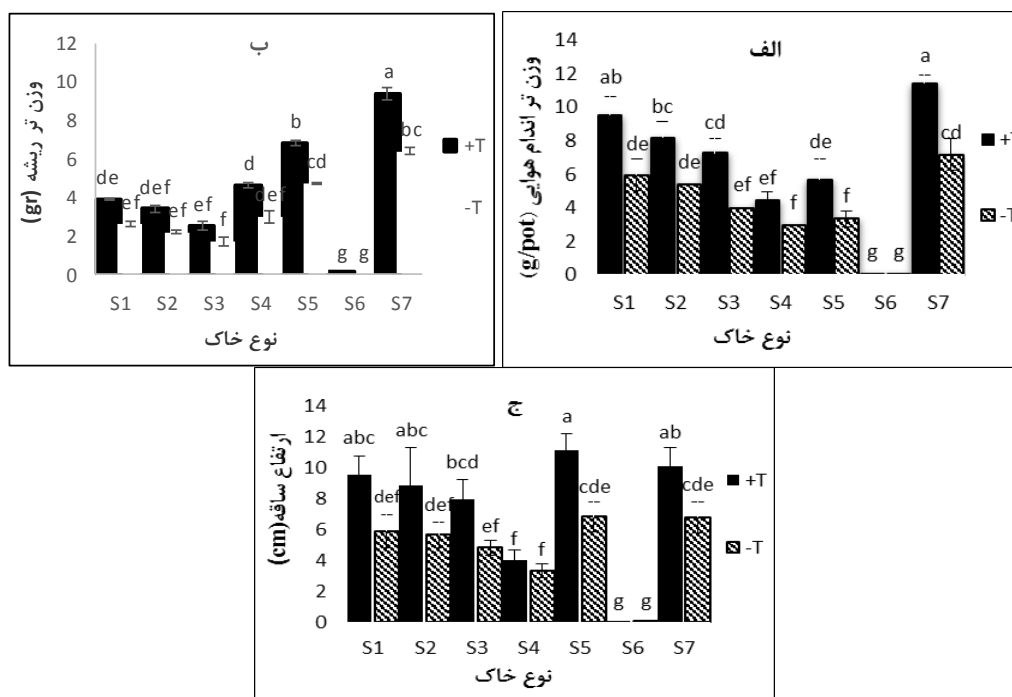 الف
وزن تر اندام هوایی (g/pot)
14
12
10
8
6
4
2
0
ab
de
bc
de
cd
ef
ef
f
de
f
g
g
a
cd
S1 S2 S3 S4 S5 S6 S7
نوع خاک
+T
-T
ب
وزن تر ریشه (gr)
12
10
8
6
4
2
0
de
ef
def
ef
ef
f
d
def
b
cd
g
g
a
bc
S1 S2 S3 S4 S5 S6 S7
نوع خاک
+T
-T
ج
ارتفاع ساقه(cm)
14
12
10
8
6
4
2
0
abc
def
abc
def
bcd
ef
f
f
a
cde
g
g
ab
cde
S1 S2 S3 S4 S5 S6 S7
نوع خاک
+T
-T